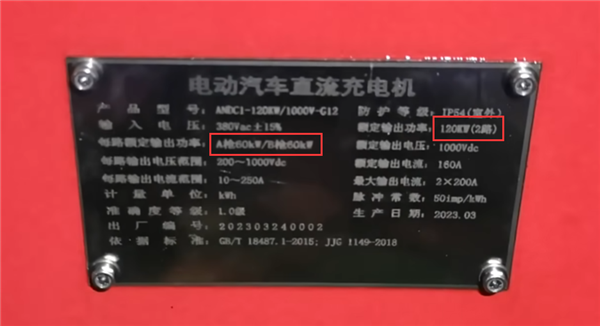 电动汽车直流充电机
产品型号: ANDC1-120KW/1000V-G12 防护等级: IP54(室外)
输入电压: 380Vac±15% 额定输出功率: 120KW(2路)
每路额定输出功率: A枪60kW/B枪60kW 额定输出电压: 1000Vdc
每路输出电压范围: 200~1000Vdc 额定输出电流: 160A
每路输出电流范围: 10~250A 最大输出电流: 2×200A
计量单位: kWh 脉冲常数: 50imp/kWh
准确度等级: 1.0级 生产日期: 2023.03
出厂编号: 202303240002
依据标准: GB/T 18487.1-2015; JJG 1149-2018